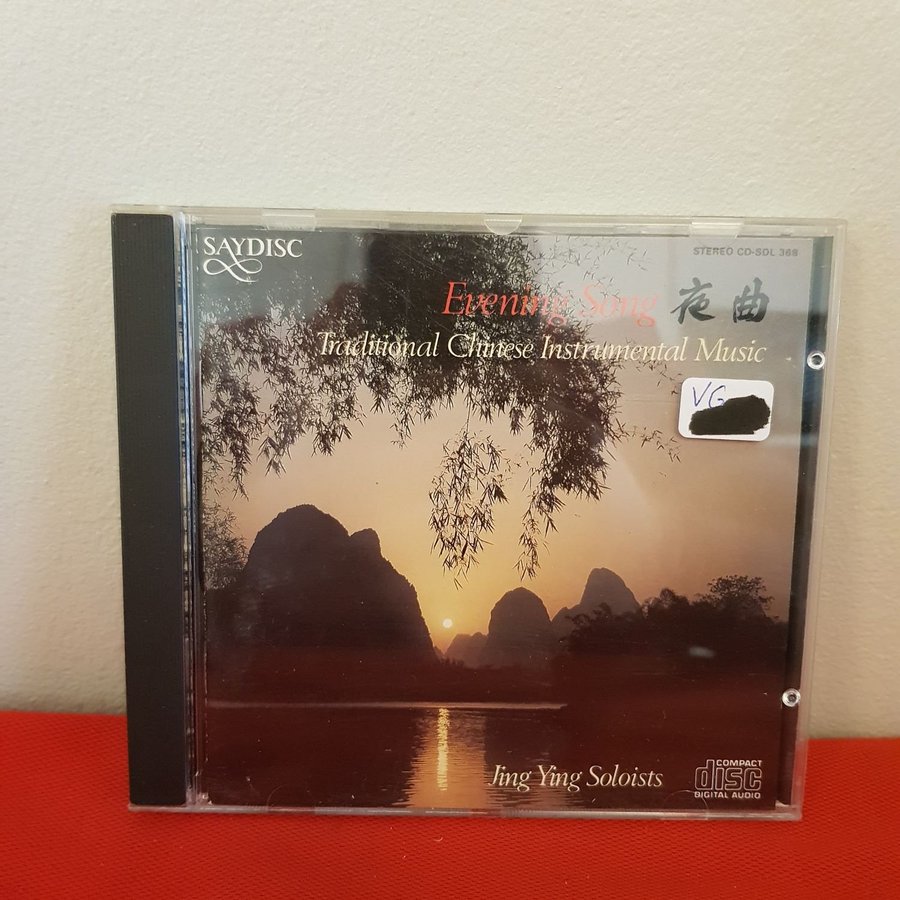 SAYDISC
STEREO CD-SDL 368
Evening Song 夜曲
Traditional Chinese Instrumental Music
VG
Jing Ying Soloists
COMPACT
disc
DIGITAL AUDIO